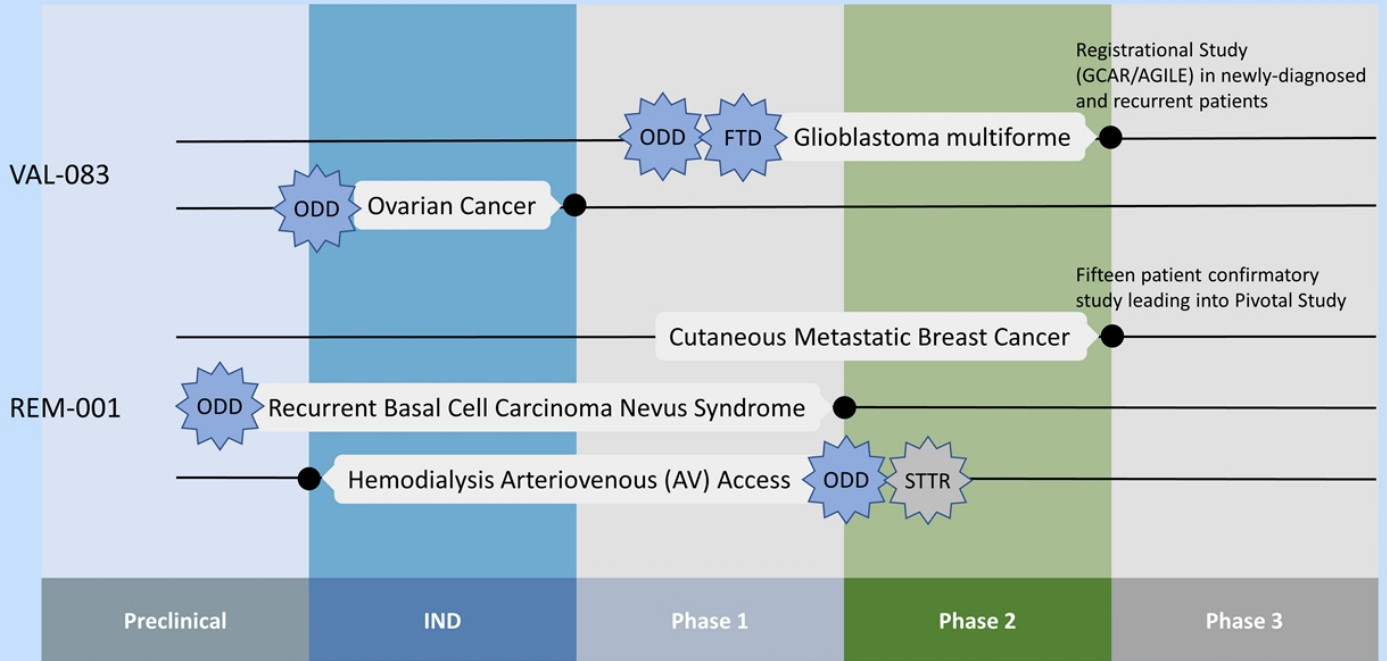 Registrational Study
(GCAR/AGILE) in newly-diagnosed
and recurrent patients
VAL-083
ODD FTD Glioblastoma multiforme
ODD Ovarian Cancer
Fifteen patient confirmatory
study leading into Pivotal Study
REM-001
Cutaneous Metastatic Breast Cancer
ODD Recurrent Basal Cell Carcinoma Nevus Syndrome
Hemodialysis Arteriovenous (AV) Access ODD STTR
Preclinical IND Phase 1 Phase 2 Phase 3